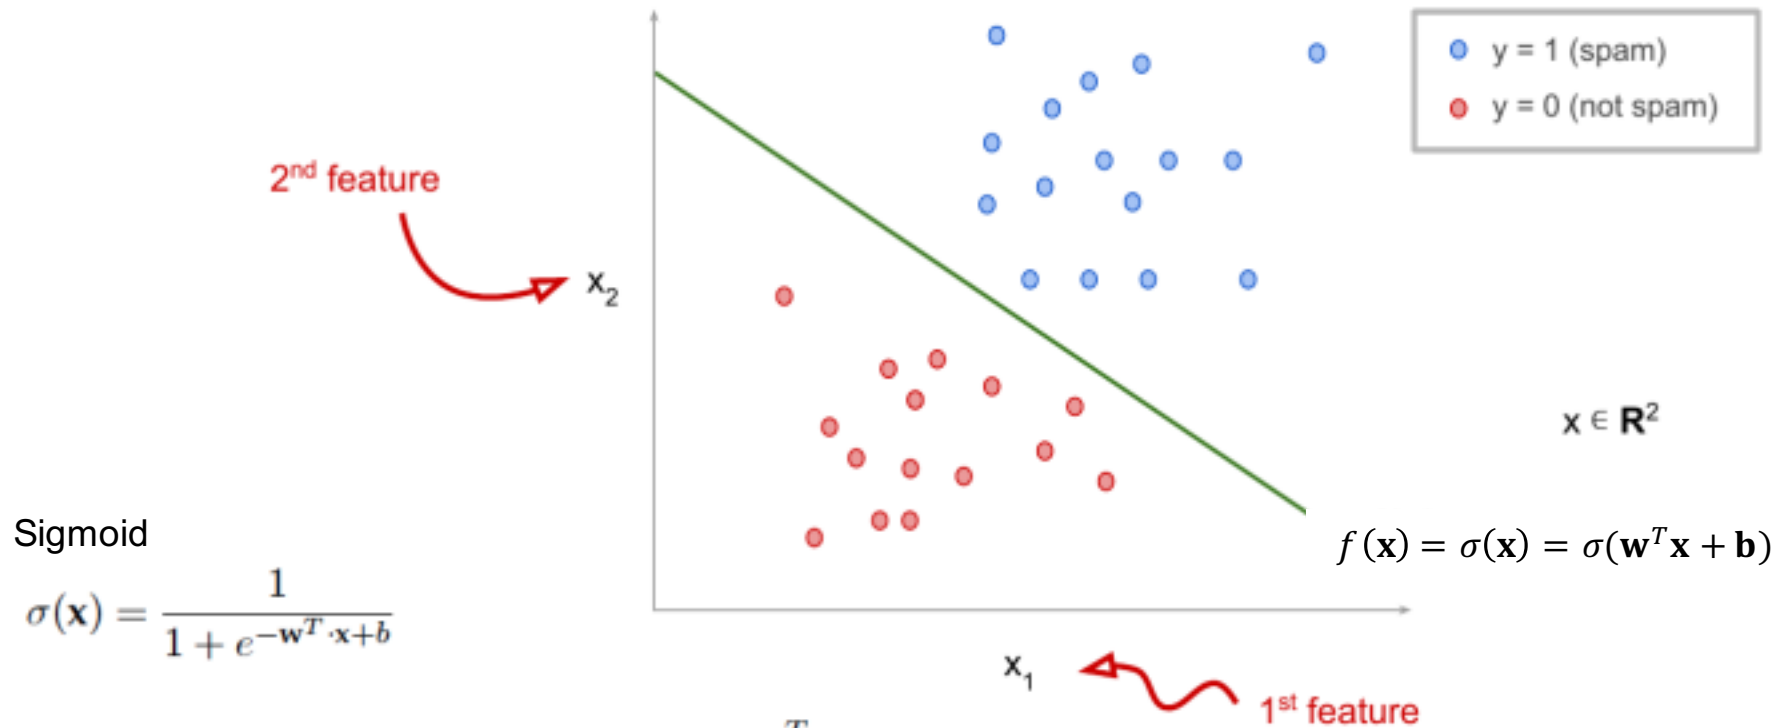 y = 1 (spam)
y = 0 (not spam)
2nd feature
x2
x ∈ R²
Sigmoid
f(x) = σ(x) = σ(wᵀx + b)
σ(x) = 1 / (1 + e^(−wᵀ·x+b))
x1
1st feature
T